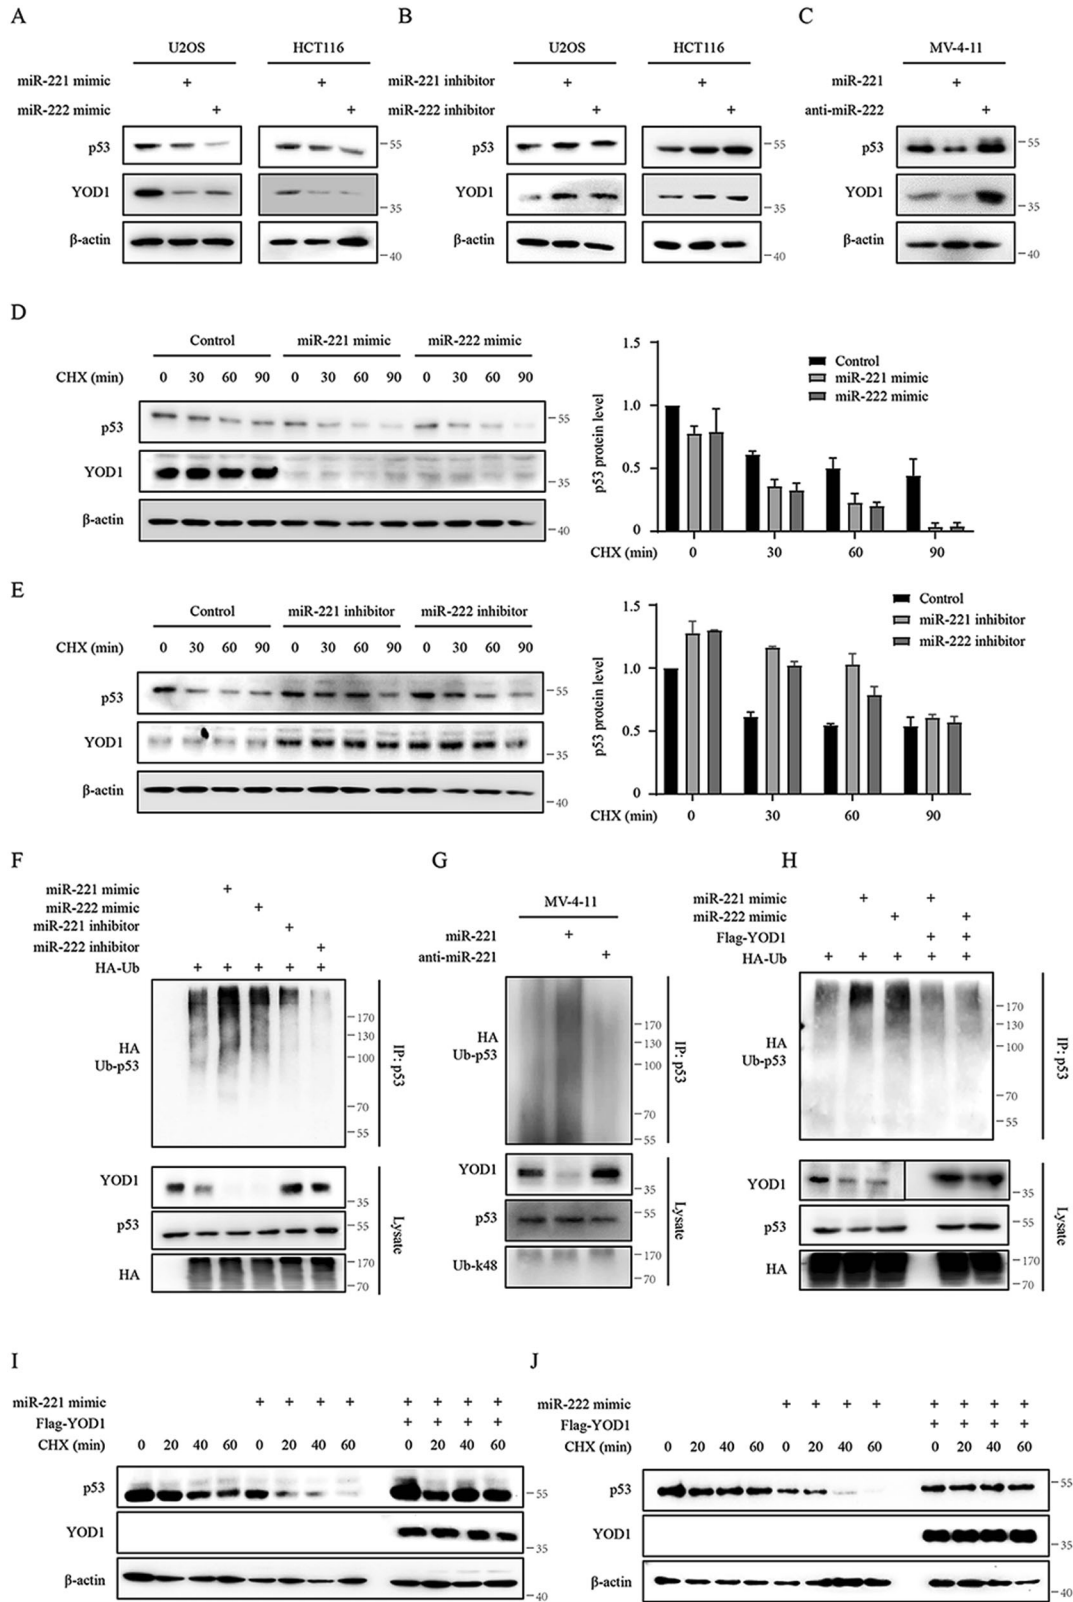 A
B
C
U2OS HCT116
U2OS HCT116
MV-4-11
miR-221 mimic + +
miR-222 mimic + +
miR-221 inhibitor + +
miR-222 inhibitor + +
miR-221 +
anti-miR-222 +
p53 55
YOD1 35
β-actin 40
p53 55
YOD1 35
β-actin 40
p53 55
YOD1 35
β-actin 40
D
Control miR-221 mimic miR-222 mimic
CHX (min) 0 30 60 90 0 30 60 90 0 30 60 90
p53 55
YOD1 35
β-actin 40
p53 protein level
1.5
1.0
0.5
0
Control
miR-221 mimic
miR-222 mimic
CHX (min) 0 30 60 90
E
Control miR-221 inhibitor miR-222 inhibitor
CHX (min) 0 30 60 90 0 30 60 90 0 30 60 90
p53 55
YOD1 35
β-actin 40
p53 protein level
1.5
1.0
0.5
0
Control
miR-221 inhibitor
miR-222 inhibitor
CHX (min) 0 30 60 90
F
miR-221 mimic +
miR-222 mimic +
miR-221 inhibitor +
miR-222 inhibitor +
HA-Ub + + + + +
HA
Ub-p53
170
130
100
70
55
IP: p53
YOD1 35
p53 55
HA 170
70
Lysate
G
MV-4-11
miR-221 +
anti-miR-221 +
HA
Ub-p53
170
130
100
70
55
IP: p53
YOD1 35
p53 55
Ub-k48 170
70
Lysate
H
miR-221 mimic + +
miR-222 mimic + +
Flag-YOD1 + +
HA-Ub + + + + +
HA
Ub-p53
170
130
100
70
55
IP: p53
YOD1 35
p53 55
HA 170
70
Lysate
I
miR-221 mimic + + + + + + + +
Flag-YOD1 + + + +
CHX (min) 0 20 40 60 0 20 40 60 0 20 40 60
p53 55
YOD1 35
β-actin 40
J
miR-222 mimic + + + + + + + +
Flag-YOD1 + + + +
CHX (min) 0 20 40 60 0 20 40 60 0 20 40 60
p53 55
YOD1 35
β-actin 40